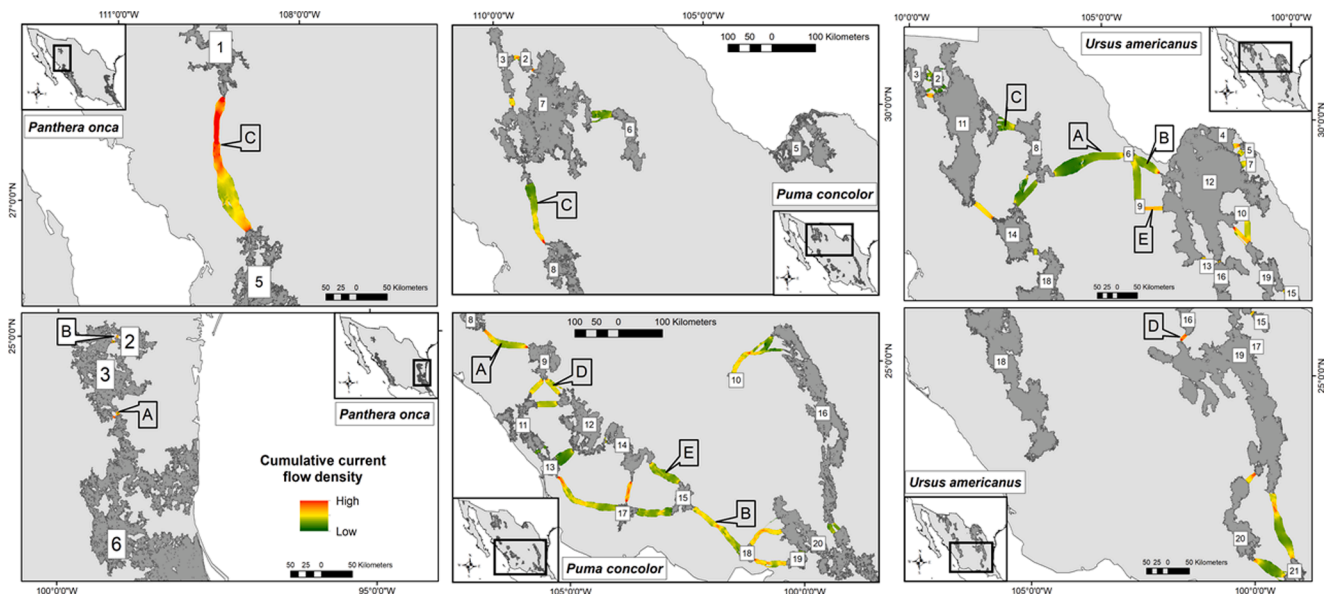 111°0'0"W
108°0'0"W
27°0'0"N
1
C
5
Panthera onca
50 25 0 50 Kilometers
110°0'0"W
105°0'0"W
100 50 0 100 Kilometers
30°0'0"N
3
2
7
6
5
C
8
Puma concolor
105°0'0"W
100°0'0"W
Ursus americanus
30°0'0"N
3
2
C
A
B
4
5
7
11
8
6
12
9
10
E
14
13
16
19
18
15
50 25 0 50 Kilometers
25°0'0"N
B
2
3
A
6
Panthera onca
Cumulative current
flow density
High
Low
50 25 0 50 Kilometers
100°0'0"W
95°0'0"W
8
100 50 0 100 Kilometers
25°0'0"N
A
9
D
10
11
12
14
16
13
E
15
17
B
18
19
20
Puma concolor
105°0'0"W
100°0'0"W
16
D
15
17
19
18
25°0'0"N
Ursus americanus
20
21
50 25 0 50 Kilometers
105°0'0"W
100°0'0"W